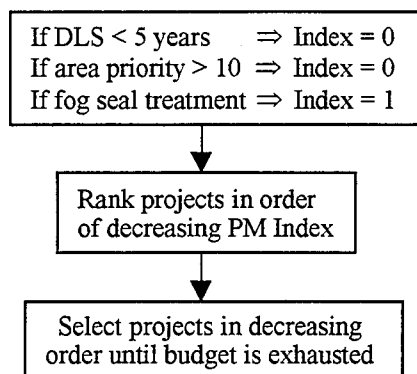 If DLS < 5 years ⇒ Index = 0
If area priority > 10 ⇒ Index = 0
If fog seal treatment ⇒ Index = 1
Rank projects in order
of decreasing PM Index
Select projects in decreasing
order until budget is exhausted